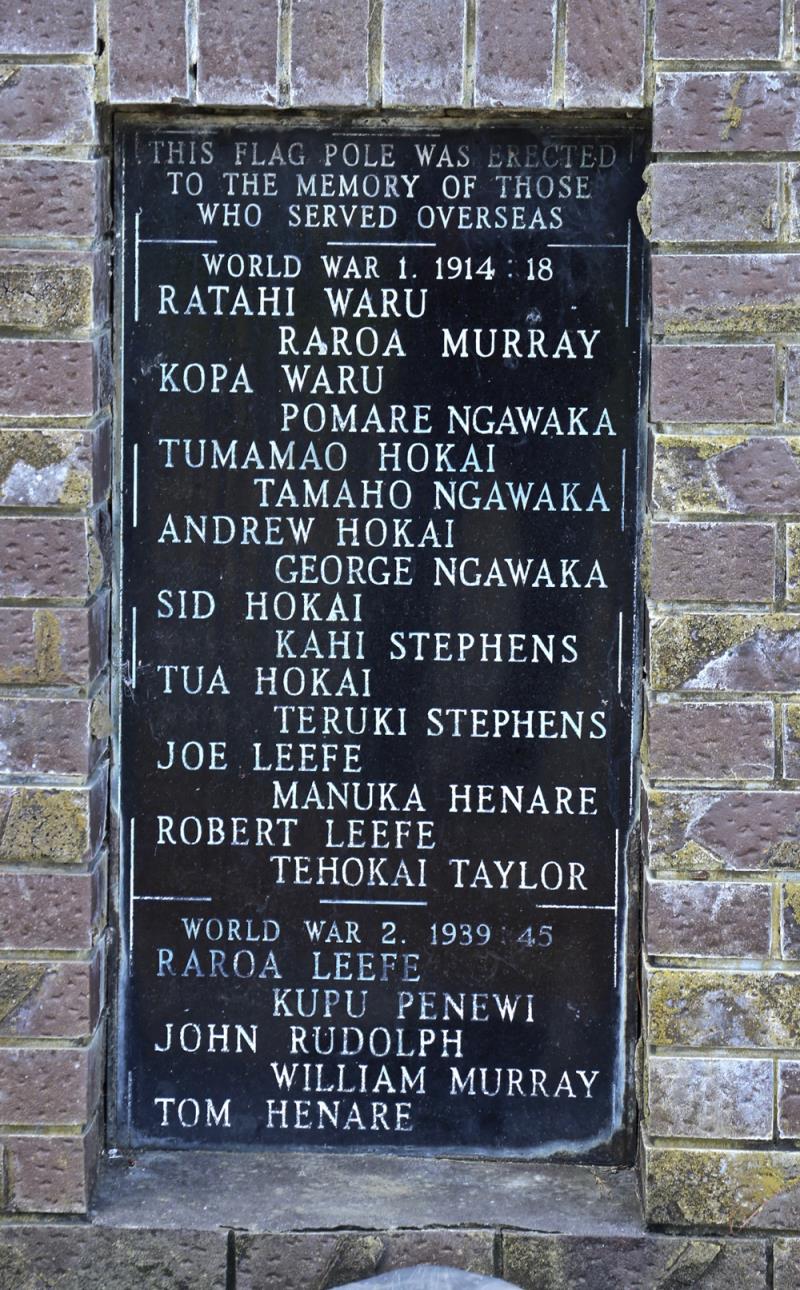 THIS FLAG POLE WAS ERECTED
TO THE MEMORY OF THOSE
WHO SERVED OVERSEAS
WORLD WAR 1. 1914 : 18
RATAHI WARU
RAROA MURRAY
KOPA WARU
POMARE NGAWAKA
TUMAMAO HOKAI
TAMAHO NGAWAKA
ANDREW HOKAI
GEORGE NGAWAKA
SID HOKAI
KAHI STEPHENS
TUA HOKAI
TERUKI STEPHENS
JOE LEEFE
MANUKA HENARE
ROBERT LEEFE
TEHOKAI TAYLOR
WORLD WAR 2. 1939 : 45
RAROA LEEFE
KUPU PENEWI
JOHN RUDOLPH
WILLIAM MURRAY
TOM HENARE